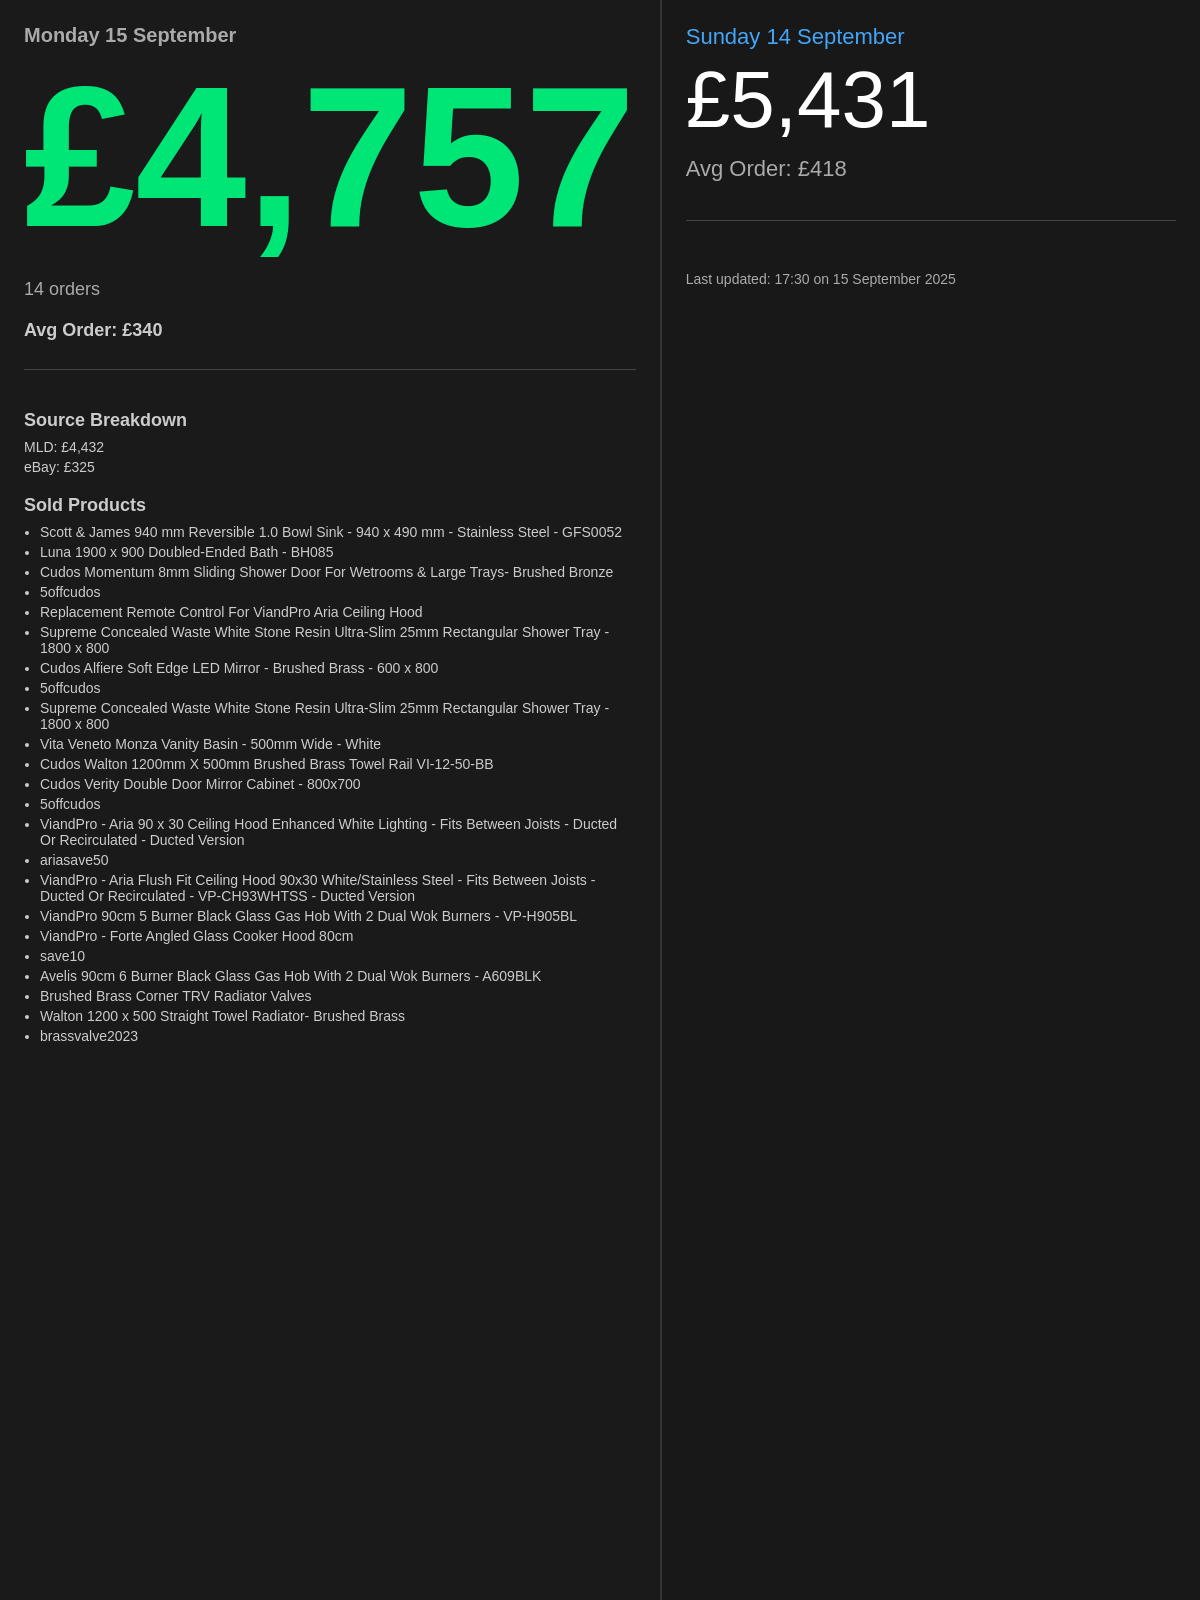 Monday 15 September
£4,757
14 orders
Avg Order: £340
Source Breakdown
MLD: £4,432
eBay: £325
Sold Products
• Scott & James 940 mm Reversible 1.0 Bowl Sink - 940 x 490 mm - Stainless Steel - GFS0052
• Luna 1900 x 900 Doubled-Ended Bath - BH085
• Cudos Momentum 8mm Sliding Shower Door For Wetrooms & Large Trays- Brushed Bronze
• 5offcudos
• Replacement Remote Control For ViandPro Aria Ceiling Hood
• Supreme Concealed Waste White Stone Resin Ultra-Slim 25mm Rectangular Shower Tray -
1800 x 800
• Cudos Alfiere Soft Edge LED Mirror - Brushed Brass - 600 x 800
• 5offcudos
• Supreme Concealed Waste White Stone Resin Ultra-Slim 25mm Rectangular Shower Tray -
1800 x 800
• Vita Veneto Monza Vanity Basin - 500mm Wide - White
• Cudos Walton 1200mm X 500mm Brushed Brass Towel Rail VI-12-50-BB
• Cudos Verity Double Door Mirror Cabinet - 800x700
• 5offcudos
• ViandPro - Aria 90 x 30 Ceiling Hood Enhanced White Lighting - Fits Between Joists - Ducted
Or Recirculated - Ducted Version
• ariasave50
• ViandPro - Aria Flush Fit Ceiling Hood 90x30 White/Stainless Steel - Fits Between Joists -
Ducted Or Recirculated - VP-CH93WHTSS - Ducted Version
• ViandPro 90cm 5 Burner Black Glass Gas Hob With 2 Dual Wok Burners - VP-H905BL
• ViandPro - Forte Angled Glass Cooker Hood 80cm
• save10
• Avelis 90cm 6 Burner Black Glass Gas Hob With 2 Dual Wok Burners - A609BLK
• Brushed Brass Corner TRV Radiator Valves
• Walton 1200 x 500 Straight Towel Radiator- Brushed Brass
• brassvalve2023
Sunday 14 September
£5,431
Avg Order: £418
Last updated: 17:30 on 15 September 2025